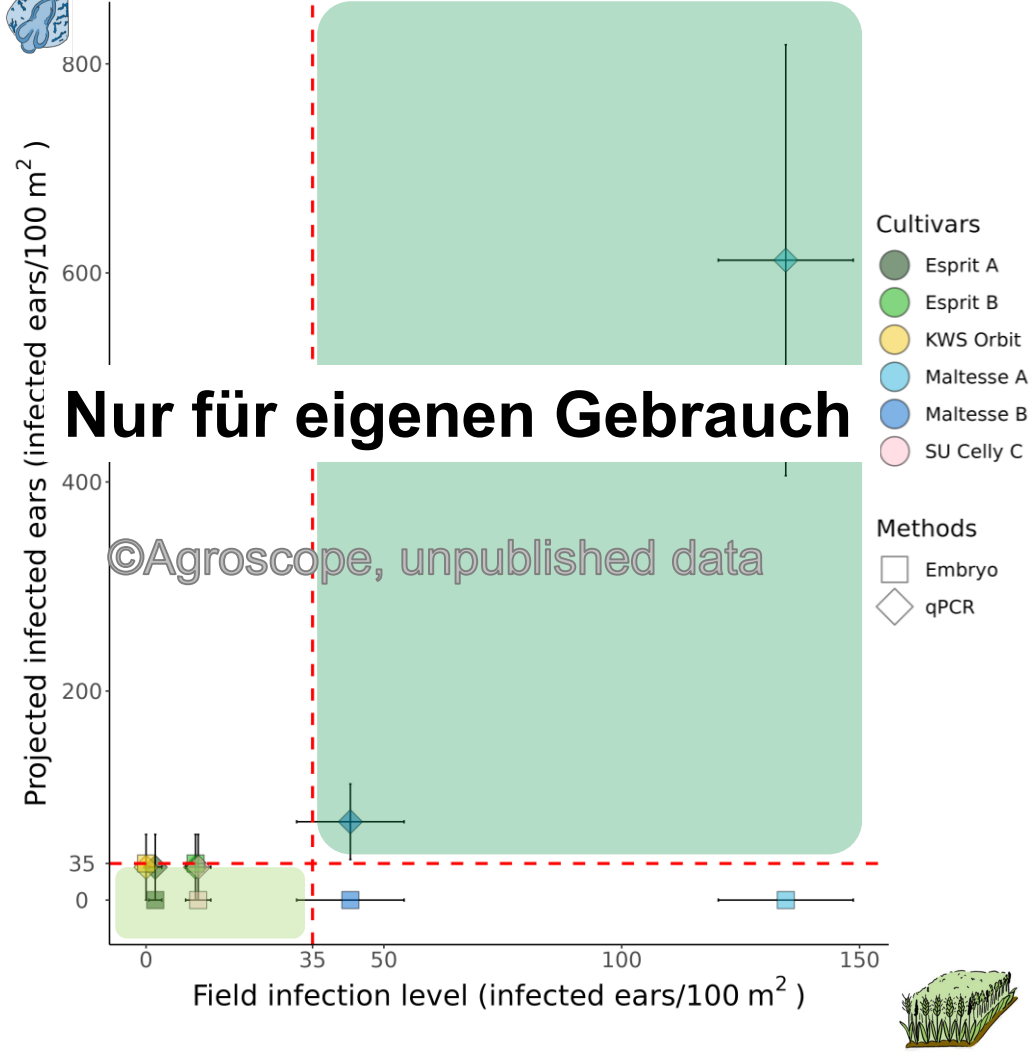 800
600
400
200
35
0
Projected infected ears (infected ears/100 m2 )
Nur für eigenen Gebrauch
©Agroscope, unpublished data
0 35 50 100 150
Field infection level (infected ears/100 m2 )
Cultivars
Esprit A
Esprit B
KWS Orbit
Maltesse A
Maltesse B
SU Celly C
Methods
Embryo
qPCR